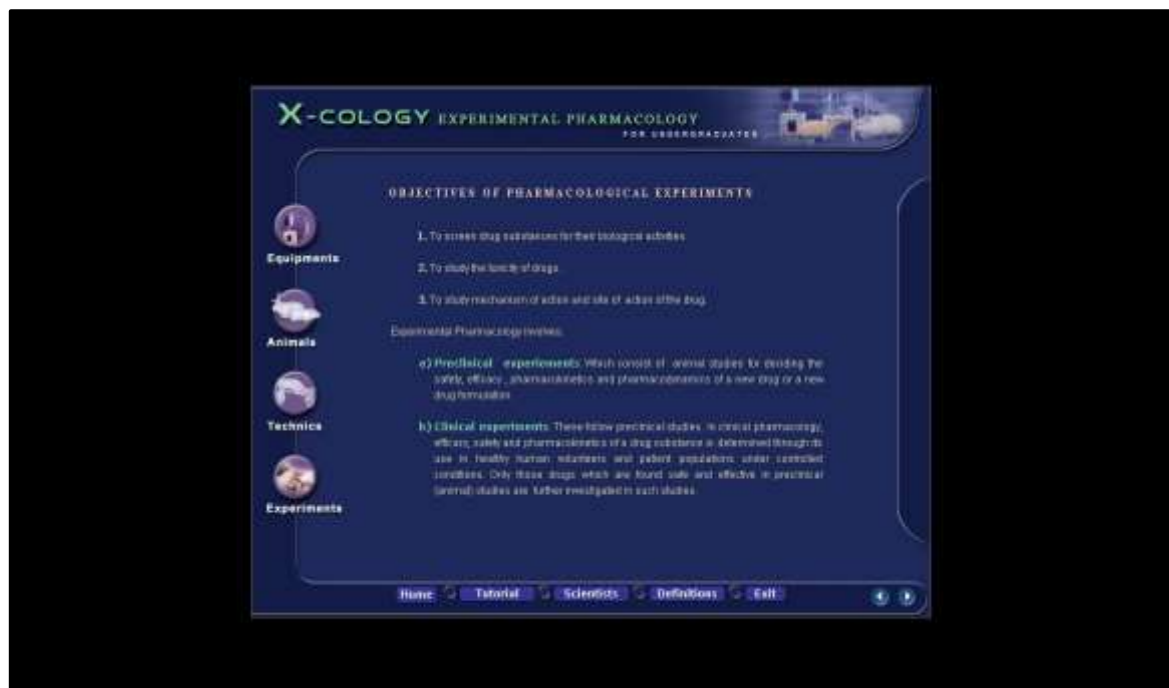 X-COLOGY EXPERIMENTAL PHARMACOLOGY
FOR UNDERGRADUATES
OBJECTIVES OF PHARMACOLOGICAL EXPERIMENTS
1. To screen drug substances for their biological activities
2. To study the toxicity of drugs.
3. To study mechanism of action and site of action of the drug.
Experimental Pharmacology involves.
a) Preclinical experiements Which consist of animal studies for deciding the
safety, efficacy , pharmacokinetics and pharmacodynamics of a new drug or a new
drug formulation
b) Clinical experiments These follow preclinical studies. In clinical pharmacology,
efficacy, safety and pharmacokinetics of a drug substance is determined through its
use in healthy human volunteers and patient populations under controlled
conditions. Only those drugs which are found safe and effective in preclinical
(animal) studies are further investigated in such studies.
Equipments
Animals
Technics
Experiments
Home Tutorial Scientists Definitions Exit